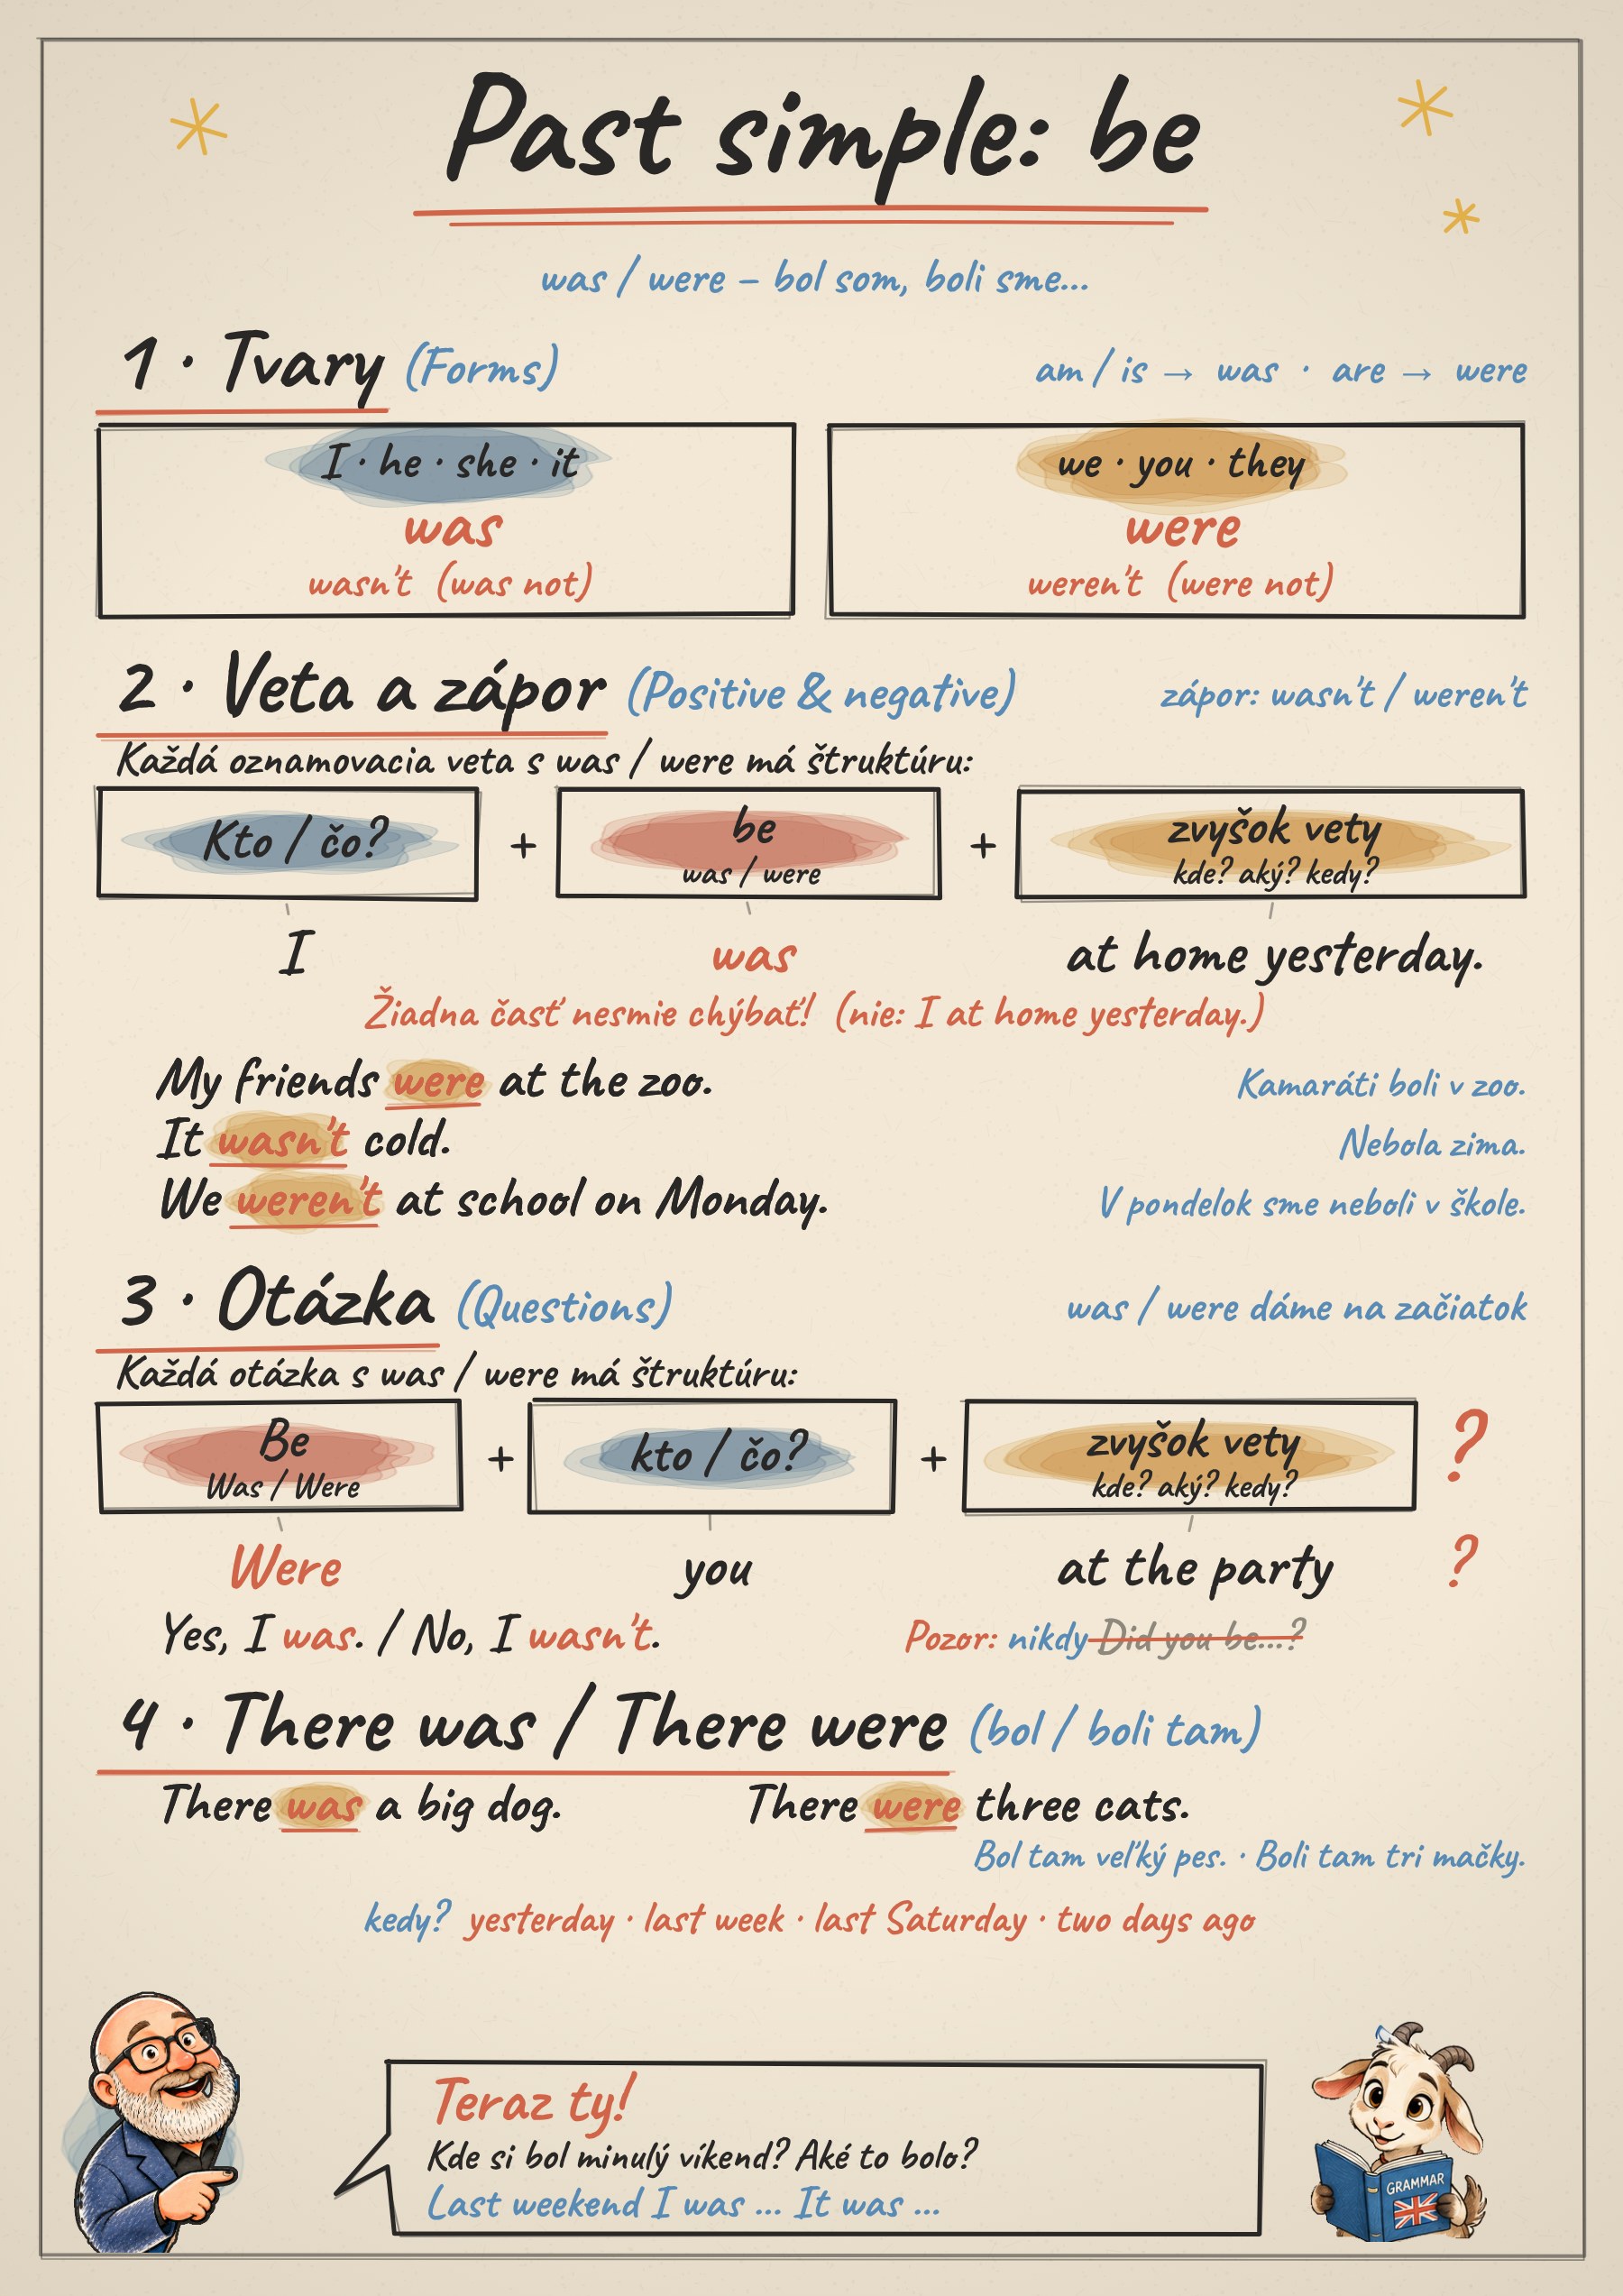 Past simple: be
was / were – bol som, boli sme...
1 · Tvary (Forms) am / is → was · are → were
I · he · she · it we · you · they
was were
wasn't (was not) weren't (were not)
2 · Veta a zápor (Positive & negative) zápor: wasn't / weren't
Každá oznamovacia veta s was / were má štruktúru:
Kto / čo? + be + zvyšok vety
was / were kde? aký? kedy?
I was at home yesterday.
Žiadna časť nesmie chýbať! (nie: I at home yesterday.)
My friends were at the zoo. Kamaráti boli v zoo.
It wasn't cold. Nebola zima.
We weren't at school on Monday. V pondelok sme neboli v škole.
3 · Otázka (Questions) was / were dáme na začiatok
Každá otázka s was / were má štruktúru:
Be + kto / čo? + zvyšok vety ?
Was / Were kde? aký? kedy?
Were you at the party ?
Yes, I was. / No, I wasn't. Pozor: nikdy Did you be...?
4 · There was / There were (bol / boli tam)
There was a big dog. There were three cats.
Bol tam veľký pes. · Boli tam tri mačky.
kedy? yesterday · last week · last Saturday · two days ago
Teraz ty!
Kde si bol minulý víkend? Aké to bolo?
Last weekend I was ... It was ...
GRAMMAR